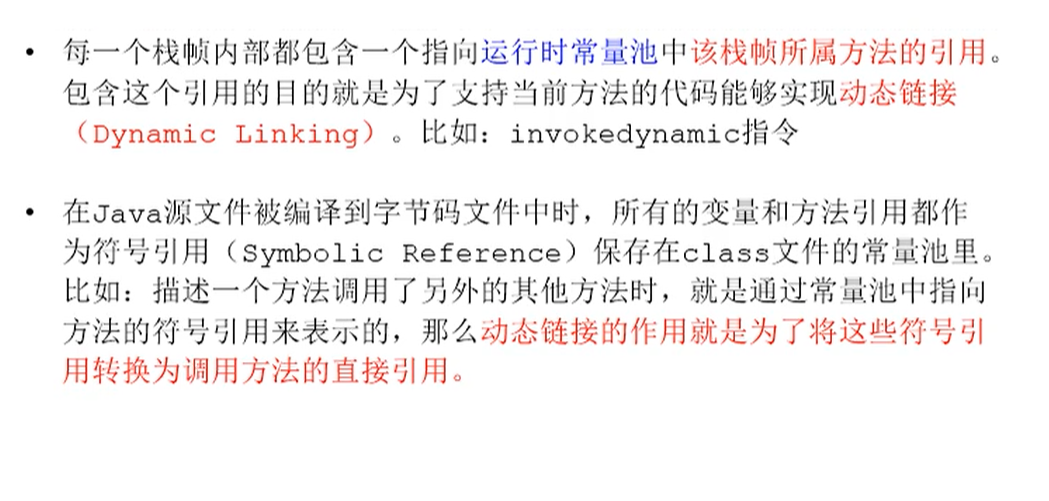 • 每一个栈帧内部都包含一个指向运行时常量池中该栈帧所属方法的引用。
包含这个引用的目的就是为了支持当前方法的代码能够实现动态链接
（Dynamic Linking）。比如：invokedynamic指令
• 在Java源文件被编译到字节码文件中时，所有的变量和方法引用都作
为符号引用（Symbolic Reference）保存在class文件的常量池里。
比如：描述一个方法调用了另外的其他方法时，就是通过常量池中指向
方法的符号引用来表示的，那么动态链接的作用就是为了将这些符号引
用转换为调用方法的直接引用。